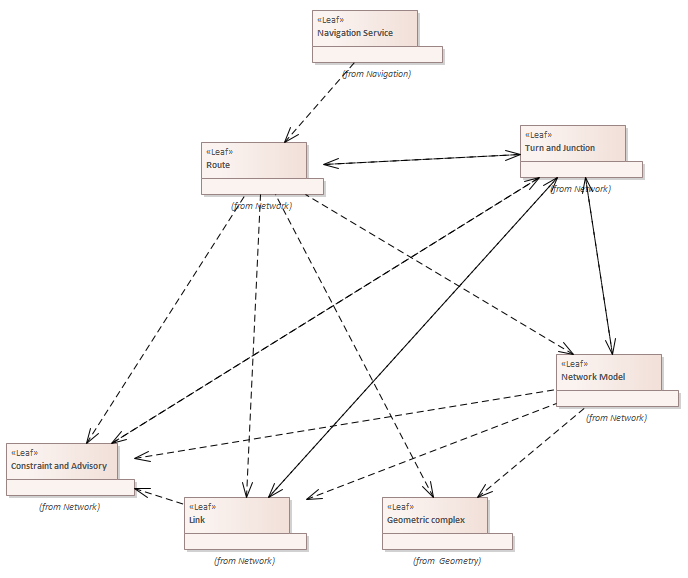 «Leaf»
Navigation Service
(from Navigation)
«Leaf»
Turn and Junction
(from Network)
«Leaf»
Route
(from Network)
«Leaf»
Network Model
(from Network)
«Leaf»
Constraint and Advisory
(from Network)
«Leaf»
Link
(from Network)
«Leaf»
Geometric complex
(from Geometry)